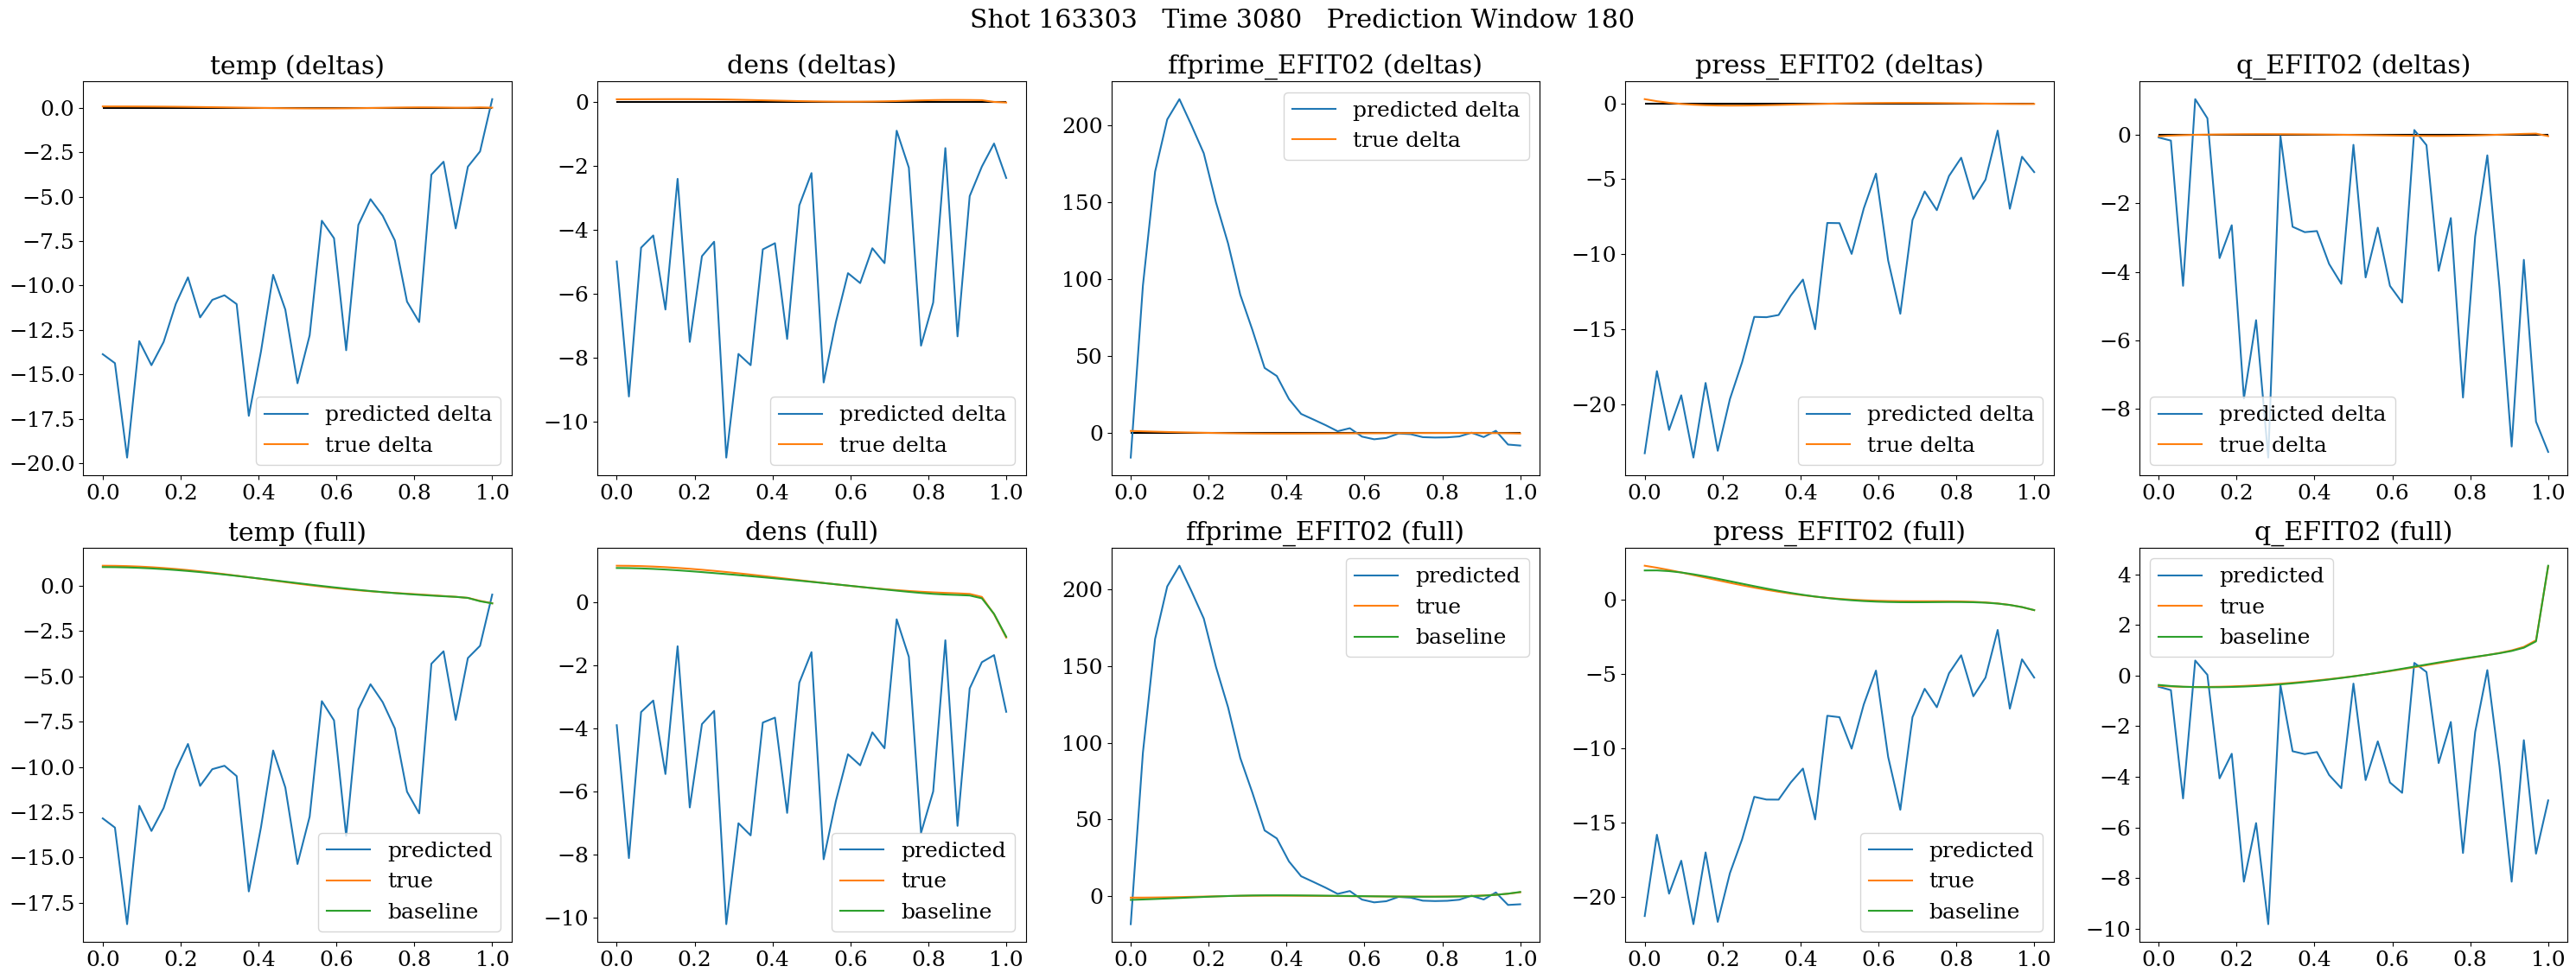 Shot 163303   Time 3080   Prediction Window 180
temp (deltas)
0.0
−2.5
−5.0
−7.5
−10.0
−12.5
−15.0
−17.5
−20.0
0.0 0.2 0.4 0.6 0.8 1.0
predicted delta
true delta
dens (deltas)
0
−2
−4
−6
−8
−10
0.0 0.2 0.4 0.6 0.8 1.0
predicted delta
true delta
ffprime_EFIT02 (deltas)
200
150
100
50
0
0.0 0.2 0.4 0.6 0.8 1.0
predicted delta
true delta
press_EFIT02 (deltas)
0
−5
−10
−15
−20
0.0 0.2 0.4 0.6 0.8 1.0
predicted delta
true delta
q_EFIT02 (deltas)
0
−2
−4
−6
−8
0.0 0.2 0.4 0.6 0.8 1.0
predicted delta
true delta
temp (full)
0.0
−2.5
−5.0
−7.5
−10.0
−12.5
−15.0
−17.5
0.0 0.2 0.4 0.6 0.8 1.0
predicted
true
baseline
dens (full)
0
−2
−4
−6
−8
−10
0.0 0.2 0.4 0.6 0.8 1.0
predicted
true
baseline
ffprime_EFIT02 (full)
200
150
100
50
0
0.0 0.2 0.4 0.6 0.8 1.0
predicted
true
baseline
press_EFIT02 (full)
0
−5
−10
−15
−20
0.0 0.2 0.4 0.6 0.8 1.0
predicted
true
baseline
q_EFIT02 (full)
4
2
0
−2
−4
−6
−8
−10
0.0 0.2 0.4 0.6 0.8 1.0
predicted
true
baseline